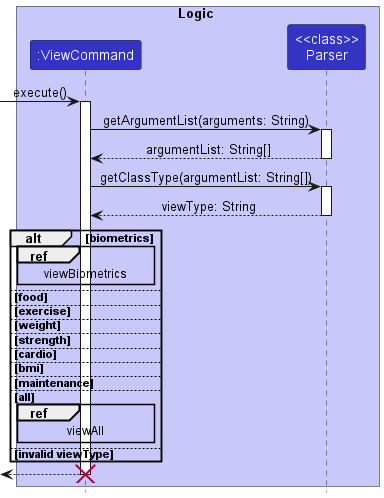 Logic
<<class>>
:ViewCommand
Parser
execute()
getArgumentList(arguments: String)
argumentList: String[]
getClassType(argumentList: String[])
viewType: String
alt [biometrics]
ref
viewBiometrics
[food]
[exercise]
[weight]
[strength]
[cardio]
[bmi]
[maintenance]
[all]
ref
viewAll
[invalid viewType]